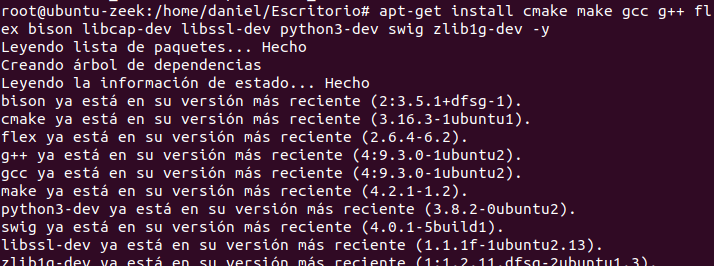 root@ubuntu-zeek:/home/daniel/Escritorio# apt-get install cmake make gcc g++ fl
ex bison libcap-dev libssl-dev python3-dev swig zlib1g-dev -y
Leyendo lista de paquetes... Hecho
Creando árbol de dependencias
Leyendo la información de estado... Hecho
bison ya está en su versión más reciente (2:3.5.1+dfsg-1).
cmake ya está en su versión más reciente (3.16.3-1ubuntu1).
flex ya está en su versión más reciente (2.6.4-6.2).
g++ ya está en su versión más reciente (4:9.3.0-1ubuntu2).
gcc ya está en su versión más reciente (4:9.3.0-1ubuntu2).
make ya está en su versión más reciente (4.2.1-1.2).
python3-dev ya está en su versión más reciente (3.8.2-0ubuntu2).
swig ya está en su versión más reciente (4.0.1-5build1).
libssl-dev ya está en su versión más reciente (1.1.1f-1ubuntu2.13).
zlib1g-dev ya está en su versión más reciente (1:1.2.11.dfsg-2ubuntu1.3).